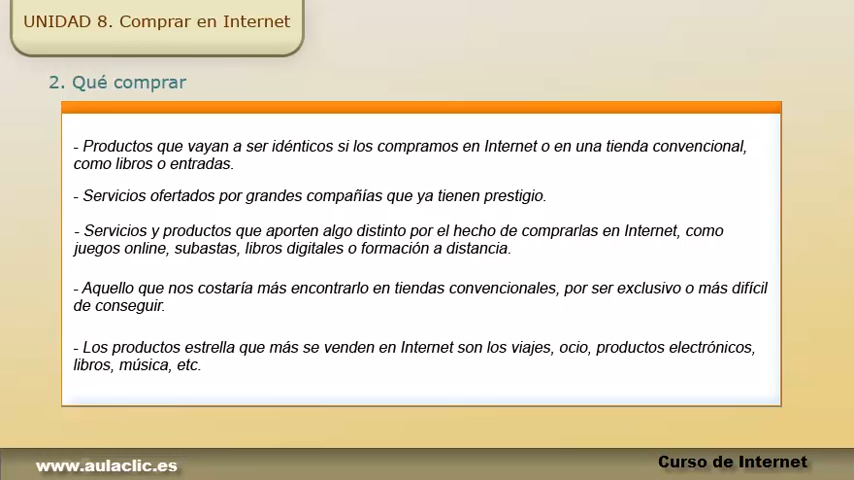 UNIDAD 8. Comprar en Internet
2. Qué comprar
- Productos que vayan a ser idénticos si los compramos en Internet o en una tienda convencional,
como libros o entradas.
- Servicios ofertados por grandes compañías que ya tienen prestigio.
- Servicios y productos que aporten algo distinto por el hecho de comprarlas en Internet, como
juegos online, subastas, libros digitales o formación a distancia.
- Aquello que nos costaría más encontrarlo en tiendas convencionales, por ser exclusivo o más difícil
de conseguir.
- Los productos estrella que más se venden en Internet son los viajes, ocio, productos electrónicos,
libros, música, etc.
www.aulaclic.es
Curso de Internet